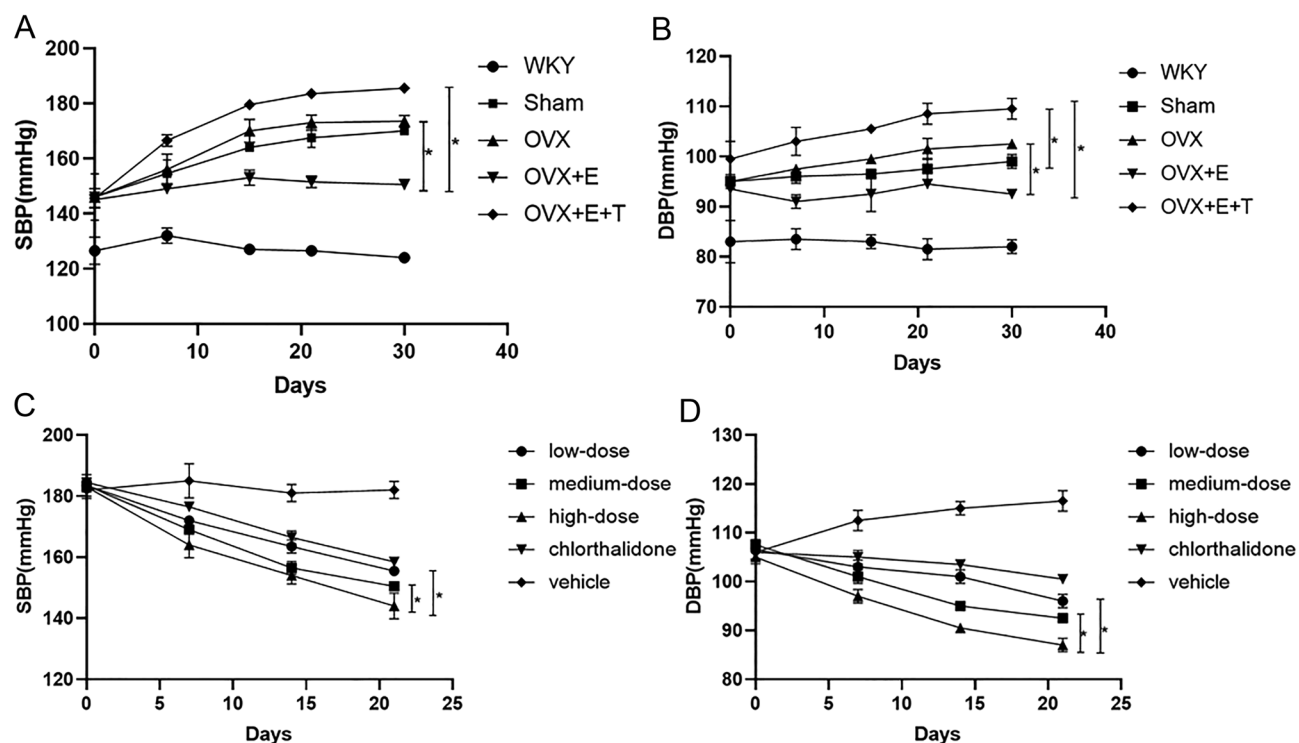 A
SBP(mmHg)
200
180
160
140
120
100
0
10
20
30
40
Days
WKY
Sham
OVX
OVX+E
OVX+E+T
*
*
B
DBP(mmHg)
120
110
100
90
80
70
0
10
20
30
40
Days
WKY
Sham
OVX
OVX+E
OVX+E+T
*
*
*
C
SBP(mmHg)
200
180
160
140
120
0
5
10
15
20
25
Days
low-dose
medium-dose
high-dose
chlorthalidone
vehicle
*
*
D
DBP(mmHg)
130
120
110
100
90
80
0
5
10
15
20
25
Days
low-dose
medium-dose
high-dose
chlorthalidone
vehicle
*
*